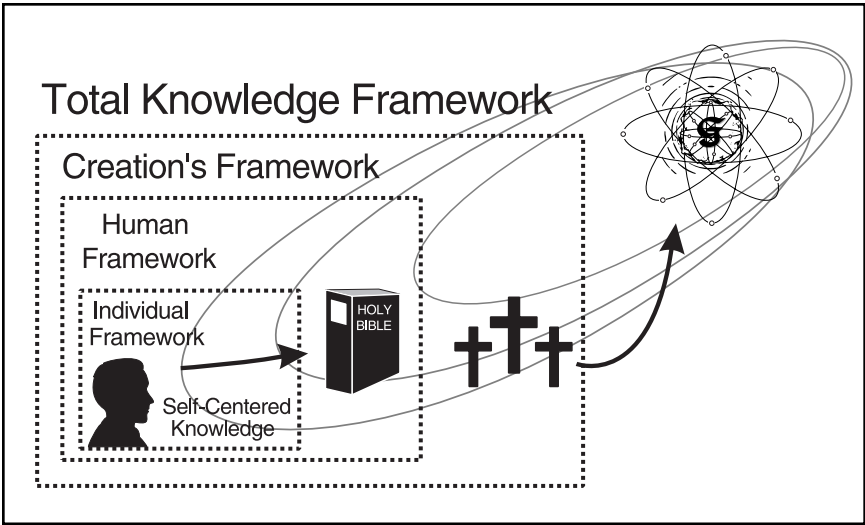 Total Knowledge Framework
Creation's Framework
Human
Framework
Individual
Framework
HOLY
BIBLE
Self-Centered
Knowledge
S